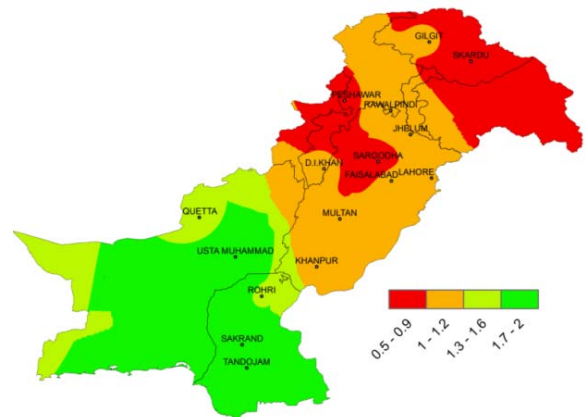 GILGIT
SKARDU
PESHAWAR
RAWALPINDI
JHELUM
SARGODHA
D.I.KHAN
FAISALABAD
LAHORE
QUETTA
MULTAN
USTA MUHAMMAD
KHANPUR
ROHRI
SAKRAND
TANDOJAM
0.5 - 0.9
1 - 1.2
1.3 - 1.6
1.7 - 2